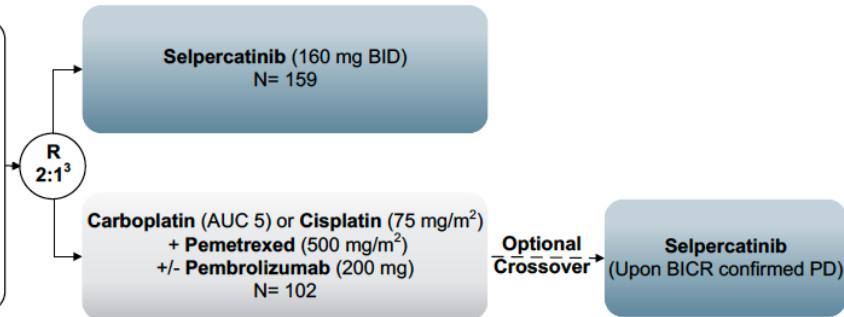 Selpercatinib (160 mg BID)
N= 159
R
2:1³
Carboplatin (AUC 5) or Cisplatin (75 mg/m²)
+ Pemetrexed (500 mg/m²)
+/- Pembrolizumab (200 mg)
N= 102
Optional
Crossover
Selpercatinib
(Upon BICR confirmed PD)